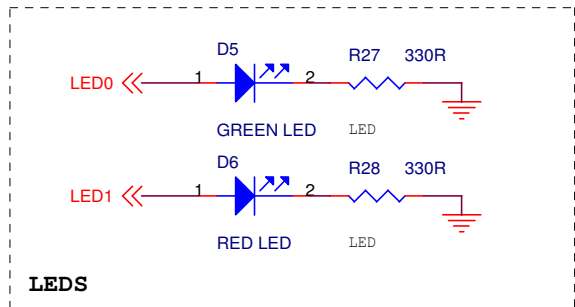 D5 R27 330R
LED0 1 2
GREEN LED LED
D6 R28 330R
LED1 1 2
RED LED LED
LEDS